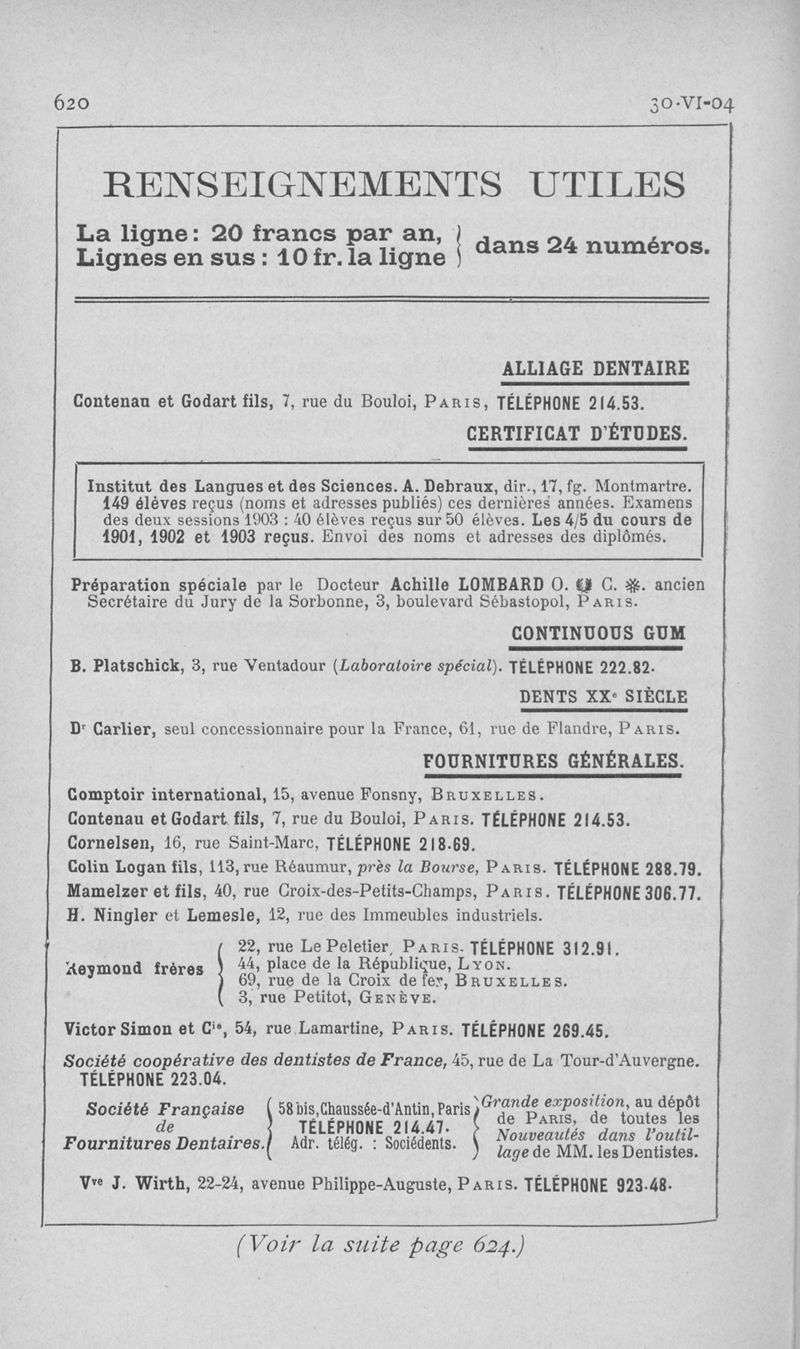 620 30-VI-04
RENSEIGNEMENTS UTILES
La ligne: 20 francs par an, } dans 24 numéros.
Lignes en sus : 10 fr. la ligne
ALLIAGE DENTAIRE
Contenau et Godart fils, 7, rue du Bouloi, PARIS, TÉLÉPHONE 214.53.
CERTIFICAT D'ÉTUDES.
Institut des Langues et des Sciences. A. Debraux, dir., 17, fg. Montmartre.
149 élèves reçus (noms et adresses publiés) ces dernières années. Examens
des deux sessions 1903 : 40 élèves reçus sur 50 élèves. Les 4/5 du cours de
1901, 1902 et 1903 reçus. Envoi des noms et adresses des diplômés.
Préparation spéciale par le Docteur Achille LOMBARD O. C. ancien
Secrétaire du Jury de la Sorbonne, 3, boulevard Sébastopol, PARIS.
CONTINUOUS GUM
B. Platschick, 3, rue Ventadour (Laboratoire spécial). TÉLÉPHONE 222.82.
DENTS XXe SIÈCLE
Dr Carlier, seul concessionnaire pour la France, 61, rue de Flandre, PARIS.
FOURNITURES GÉNÉRALES.
Comptoir international, 15, avenue Fonsny, BRUXELLES.
Contenau et Godart fils, 7, rue du Bouloi, PARIS. TÉLÉPHONE 214.53.
Cornelsen, 16, rue Saint-Marc, TÉLÉPHONE 218.69.
Colin Logan fils, 113, rue Réaumur, près la Bourse, PARIS. TÉLÉPHONE 288.79.
Mamelzer et fils, 40, rue Croix-des-Petits-Champs, PARIS. TÉLÉPHONE 306.77.
H. Ningler et Lemesle, 12, rue des Immeubles industriels.
Reymond frères { 22, rue Le Peletier, PARIS. TÉLÉPHONE 312.91.
44, place de la République, LYON.
69, rue de la Croix de fer, BRUXELLES.
3, rue Petitot, GENÈVE.
Victor Simon et Cie, 54, rue Lamartine, PARIS. TÉLÉPHONE 269.45.
Société coopérative des dentistes de France, 45, rue de La Tour-d'Auvergne.
TÉLÉPHONE 223.04.
Société Française
de
Fournitures Dentaires.
58 bis, Chaussée-d'Antin, Paris
TÉLÉPHONE 214.47.
Adr. télég. : Sociédents.
Grande exposition, au dépôt
de PARIS, de toutes les
Nouveautés dans l'outil-
lage de MM. les Dentistes.
Vve J. Wirth, 22-24, avenue Philippe-Auguste, PARIS. TÉLÉPHONE 923.48.
(Voir la suite page 624.)